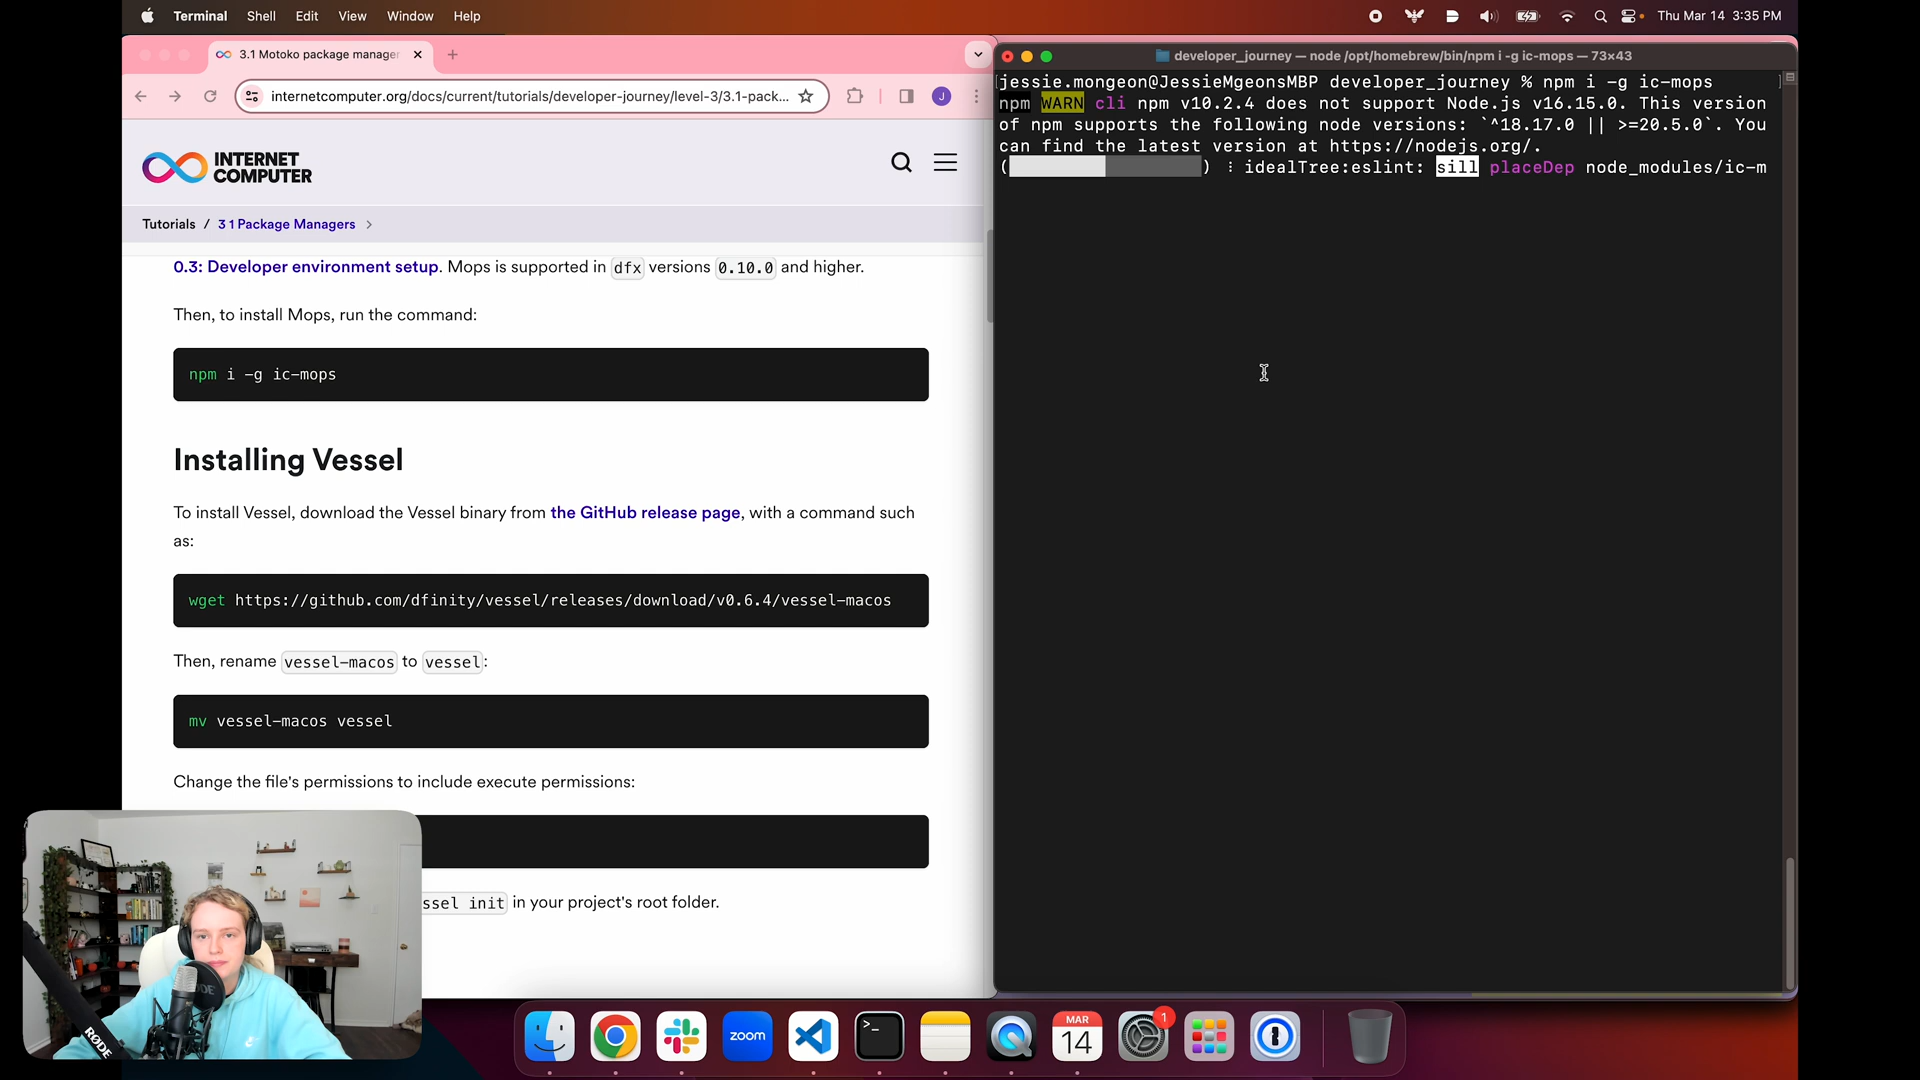 Terminal Shell Edit View Window Help
Thu Mar 14 3:35 PM
3.1 Motoko package manager
internetcomputer.org/docs/current/tutorials/developer-journey/level-3/3.1-pack...
J
INTERNET
COMPUTER
Tutorials / 3 1 Package Managers >
0.3: Developer environment setup. Mops is supported in dfx versions 0.10.0 and higher.
Then, to install Mops, run the command:
npm i -g ic-mops
Installing Vessel
To install Vessel, download the Vessel binary from the GitHub release page, with a command such
as:
wget https://github.com/dfinity/vessel/releases/download/v0.6.4/vessel-macos
Then, rename vessel-macos to vessel:
mv vessel-macos vessel
Change the file's permissions to include execute permissions:
ssel init in your project's root folder.
developer_journey — node /opt/homebrew/bin/npm i -g ic-mops — 73×43
jessie.mongeon@JessieMgeonsMBP developer_journey % npm i -g ic-mops
npm WARN cli npm v10.2.4 does not support Node.js v16.15.0. This version
of npm supports the following node versions: `^18.17.0 || >=20.5.0`. You
can find the latest version at https://nodejs.org/.
( ) ⠸ idealTree:eslint: sill placeDep node_modules/ic-m
RØDE
zoom
MAR
14
1